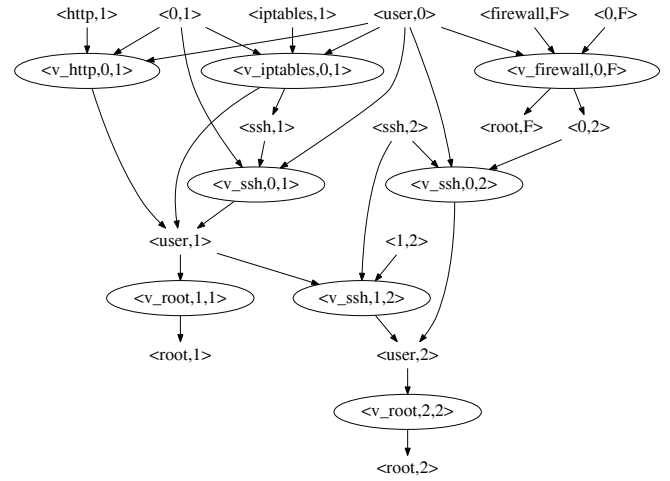 <http,1> <0,1> <iptables,1> <user,0> <firewall,F> <0,F>
<v_http,0,1> <v_iptables,0,1> <v_firewall,0,F>
<ssh,1> <ssh,2> <root,F> <0,2>
<v_ssh,0,1> <v_ssh,0,2>
<user,1> <1,2>
<v_root,1,1> <v_ssh,1,2>
<root,1> <user,2>
<v_root,2,2>
<root,2>